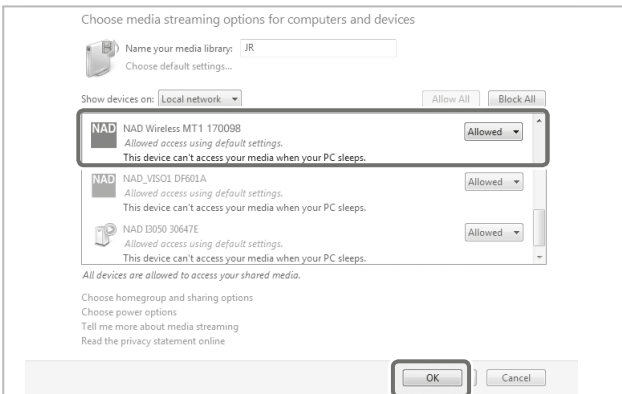 Choose media streaming options for computers and devices
Name your media library: JR
Choose default settings...
Show devices on: Local network Allow All Block All
NAD NAD Wireless MT1 170098 Allowed
Allowed access using default settings.
This device can't access your media when your PC sleeps.
NAD NAD_VISO1 DF601A Allowed
Allowed access using default settings.
This device can't access your media when your PC sleeps.
NAD I3050 30647E Allowed
Allowed access using default settings.
This device can't access your media when your PC sleeps.
All devices are allowed to access your shared media.
Choose homegroup and sharing options
Choose power options
Tell me more about media streaming
Read the privacy statement online
OK Cancel